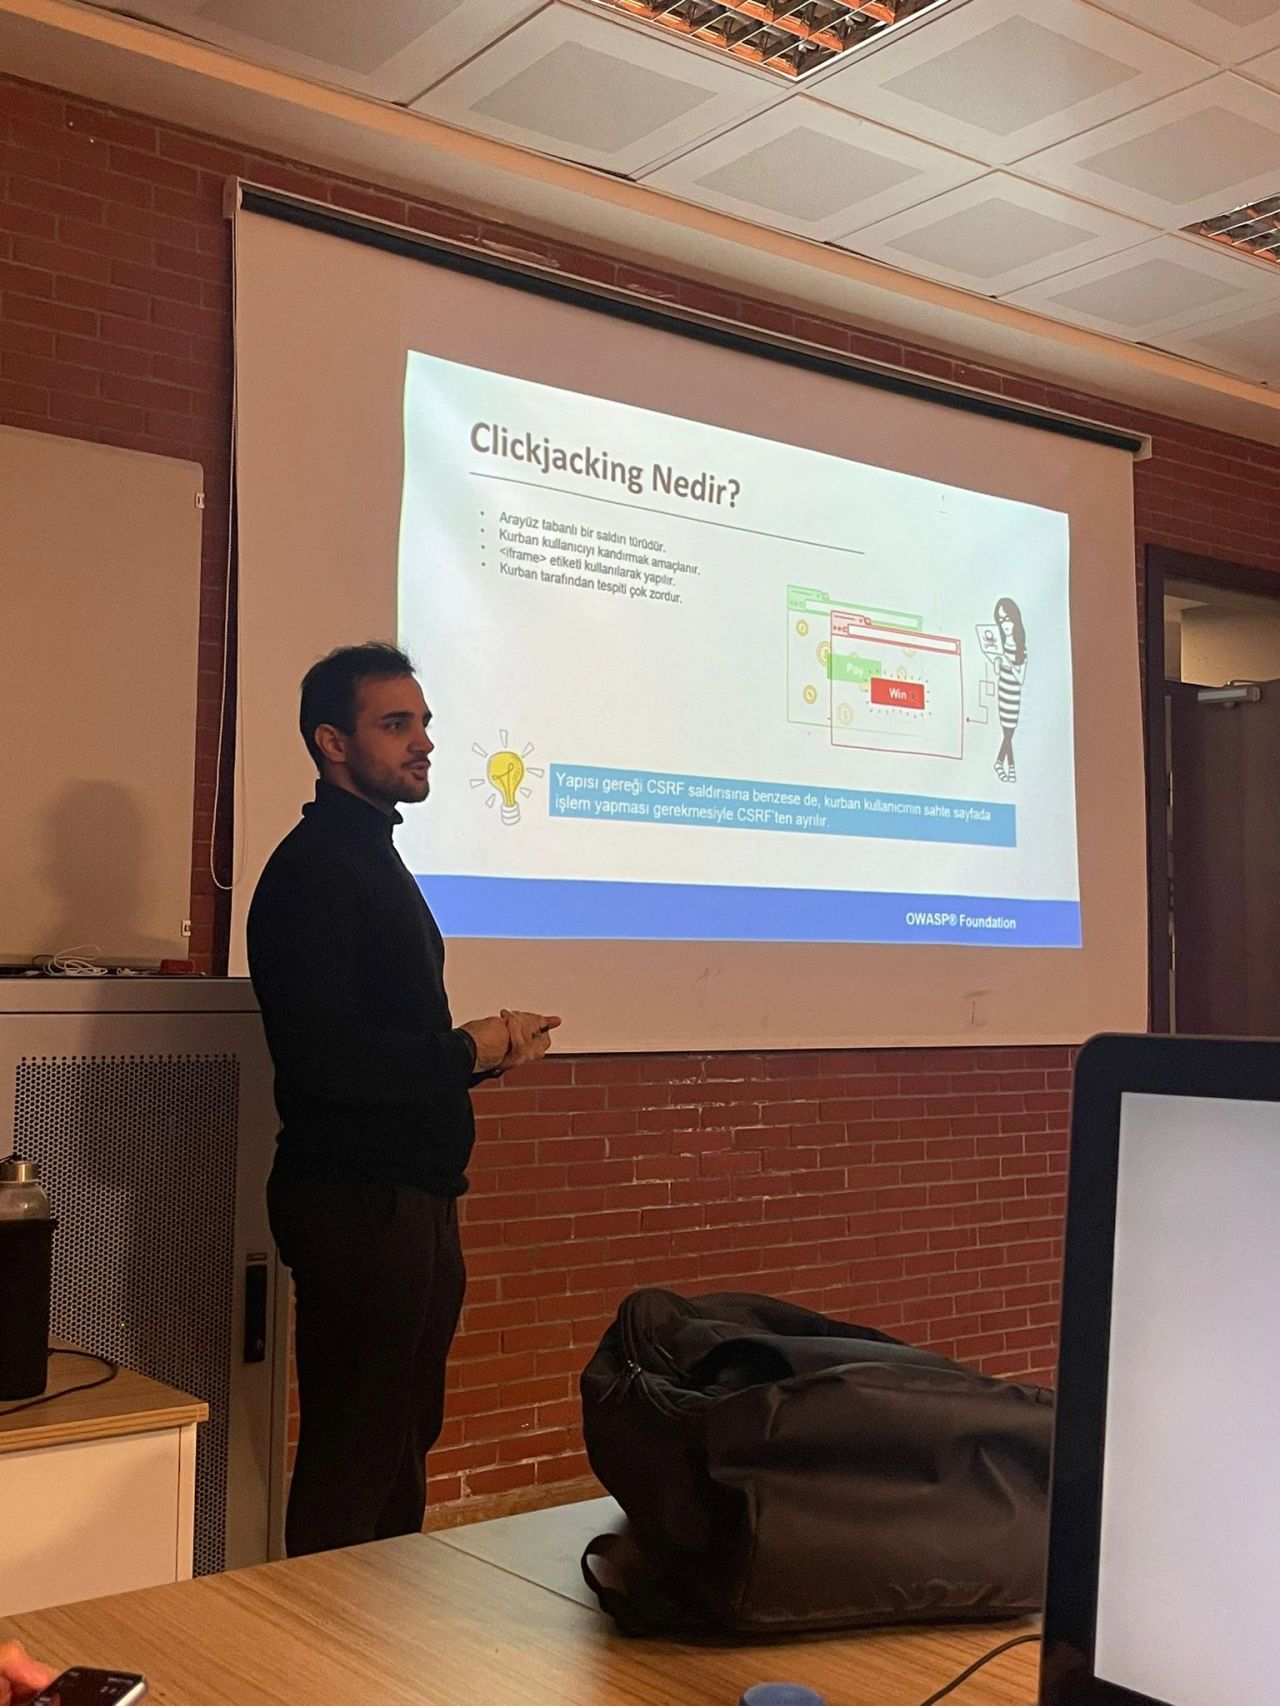 Clickjacking Nedir?
• Arayüz tabanlı bir saldırı türüdür.
• Kurban kullanıcıyı kandırmak amaçlanır.
• <iframe> etiketi kullanılarak yapılır.
• Kurban tarafından tespiti çok zordur.
Pay
Win
Yapısı gereği CSRF saldırısına benzese de, kurban kullanıcının sahte sayfada
işlem yapması gerekmesiyle CSRF'ten ayrılır.
OWASP® Foundation